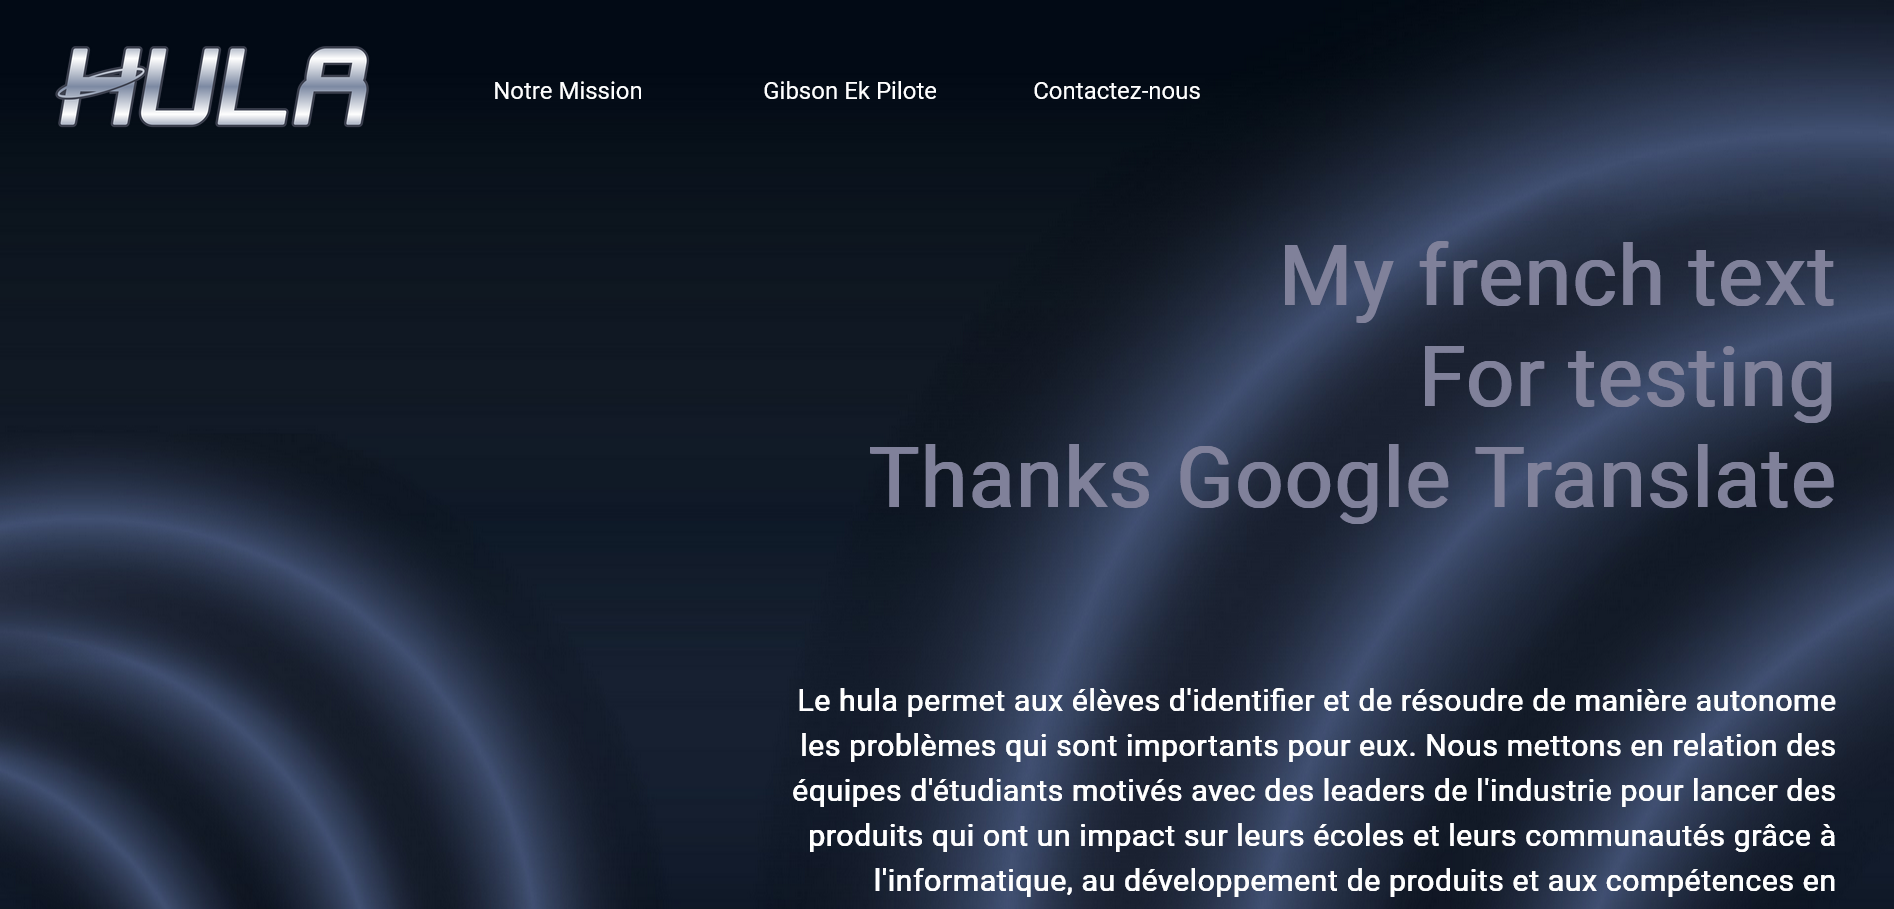 HULA
Notre Mission
Gibson Ek Pilote
Contactez-nous
My french text
For testing
Thanks Google Translate
Le hula permet aux élèves d'identifier et de résoudre de manière autonome
les problèmes qui sont importants pour eux. Nous mettons en relation des
équipes d'étudiants motivés avec des leaders de l'industrie pour lancer des
produits qui ont un impact sur leurs écoles et leurs communautés grâce à
l'informatique, au développement de produits et aux compétences en